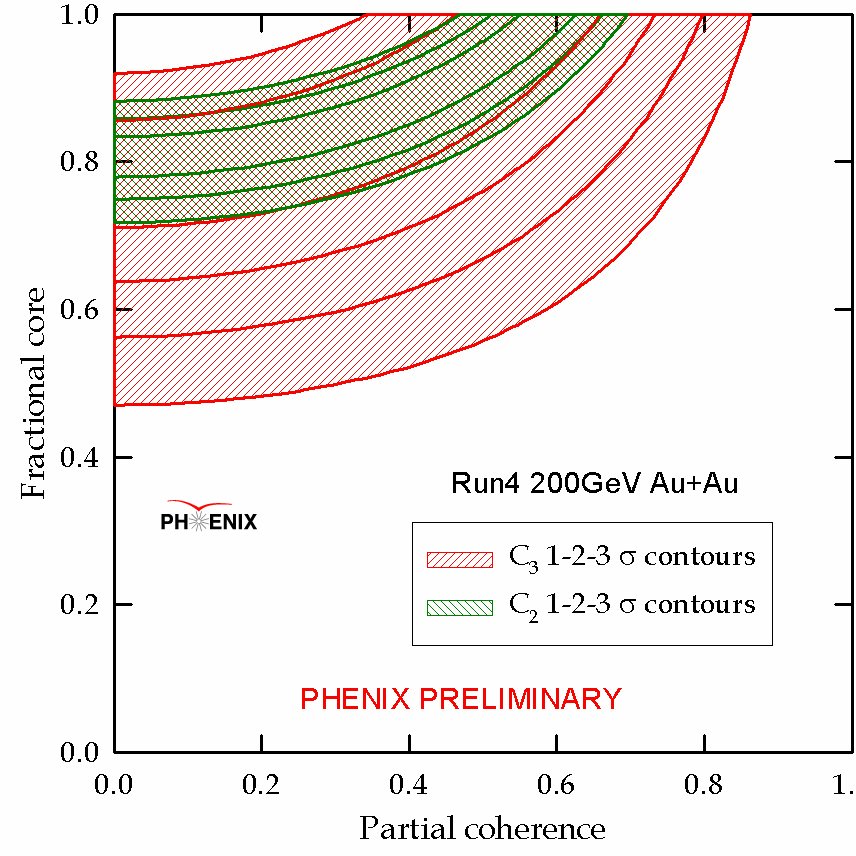 1.0
0.8
0.6
0.4
0.2
0.0
Fractional core
Run4 200GeV Au+Au
PHENIX
C3 1-2-3 σ contours
C2 1-2-3 σ contours
PHENIX PRELIMINARY
0.0 0.2 0.4 0.6 0.8 1.
Partial coherence